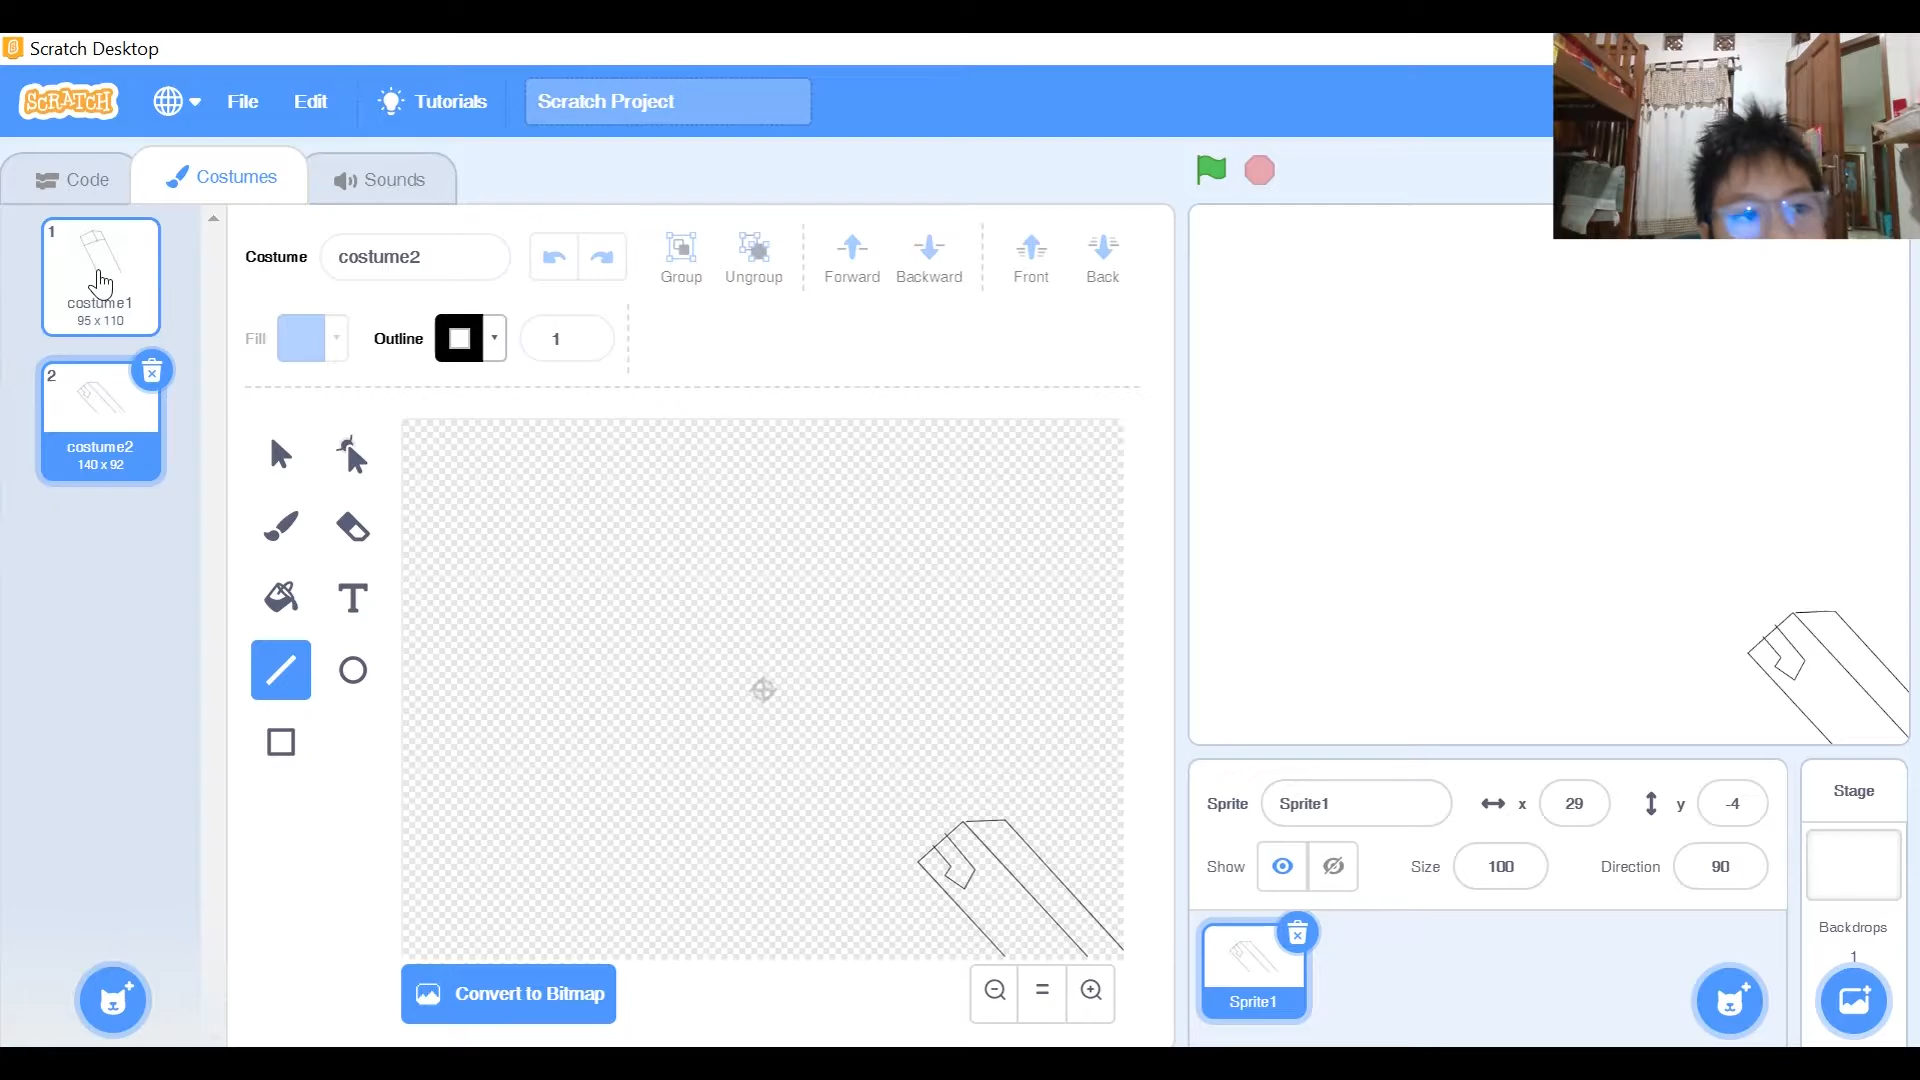 Scratch Desktop
SCRATCH
File
Edit
Tutorials
Scratch Project
Code
Costumes
Sounds
1
costume1
95 x 110
2
costume2
140 x 92
Costume
costume2
Group
Ungroup
Forward
Backward
Front
Back
Fill
Outline
1
T
Convert to Bitmap
=
Sprite
Sprite1
x
29
y
-4
Show
Size
100
Direction
90
Sprite1
Stage
Backdrops
1